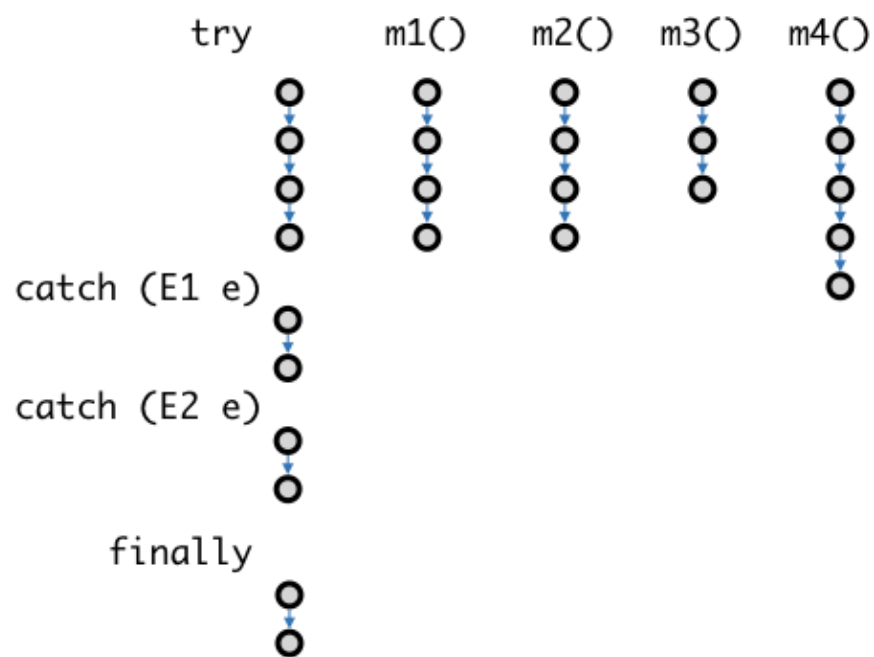 try m1() m2() m3() m4()
catch (E1 e)
catch (E2 e)
finally